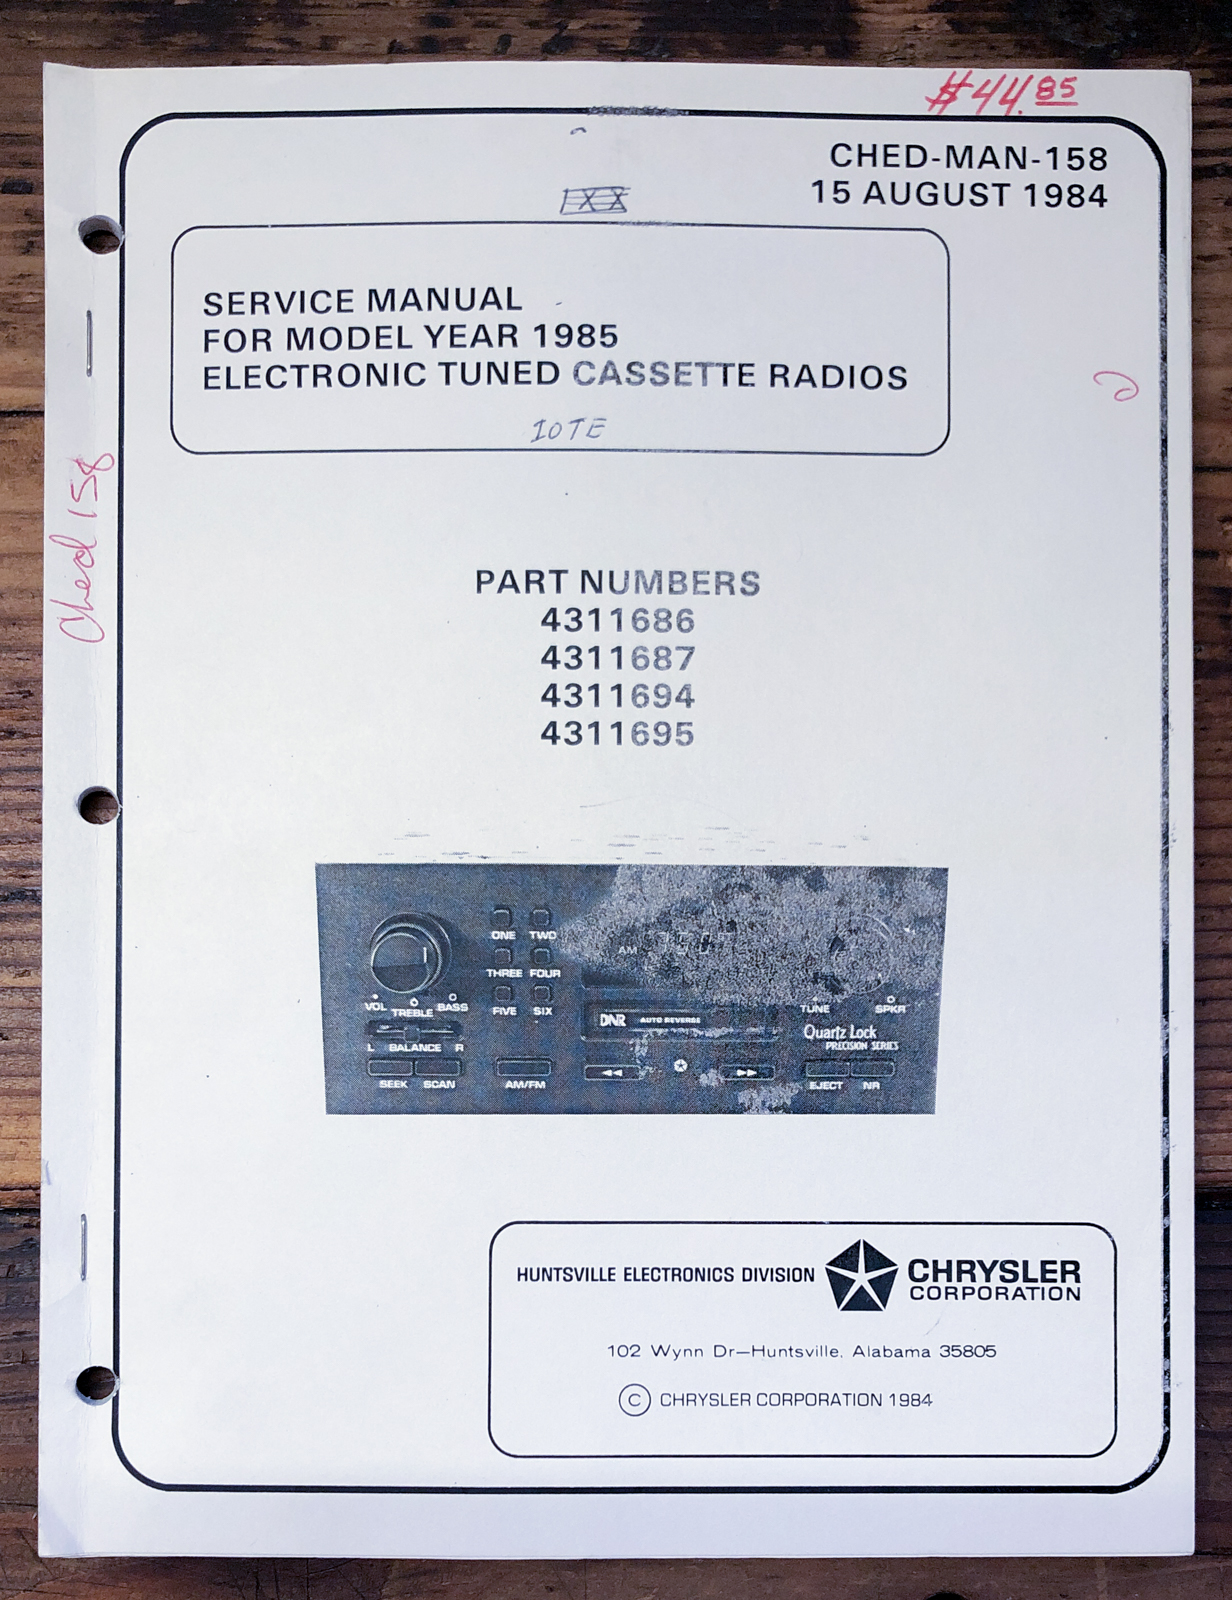 $44.85
CHED-MAN-158
15 AUGUST 1984
SERVICE MANUAL
FOR MODEL YEAR 1985
ELECTRONIC TUNED CASSETTE RADIOS
IOTE
Ched 158
PART NUMBERS
4311686
4311687
4311694
4311695
ONE TWO
AM
THREE FOUR
VOL TREBLE BASS
FIVE SIX
TUNE SPKR
DNR AUTO REVERSE
Quartz Lock
PRECISION SERIES
L BALANCE R
SEEK SCAN AM/FM EJECT NR
HUNTSVILLE ELECTRONICS DIVISION CHRYSLER
CORPORATION
102 Wynn Dr—Huntsville, Alabama 35805
© CHRYSLER CORPORATION 1984